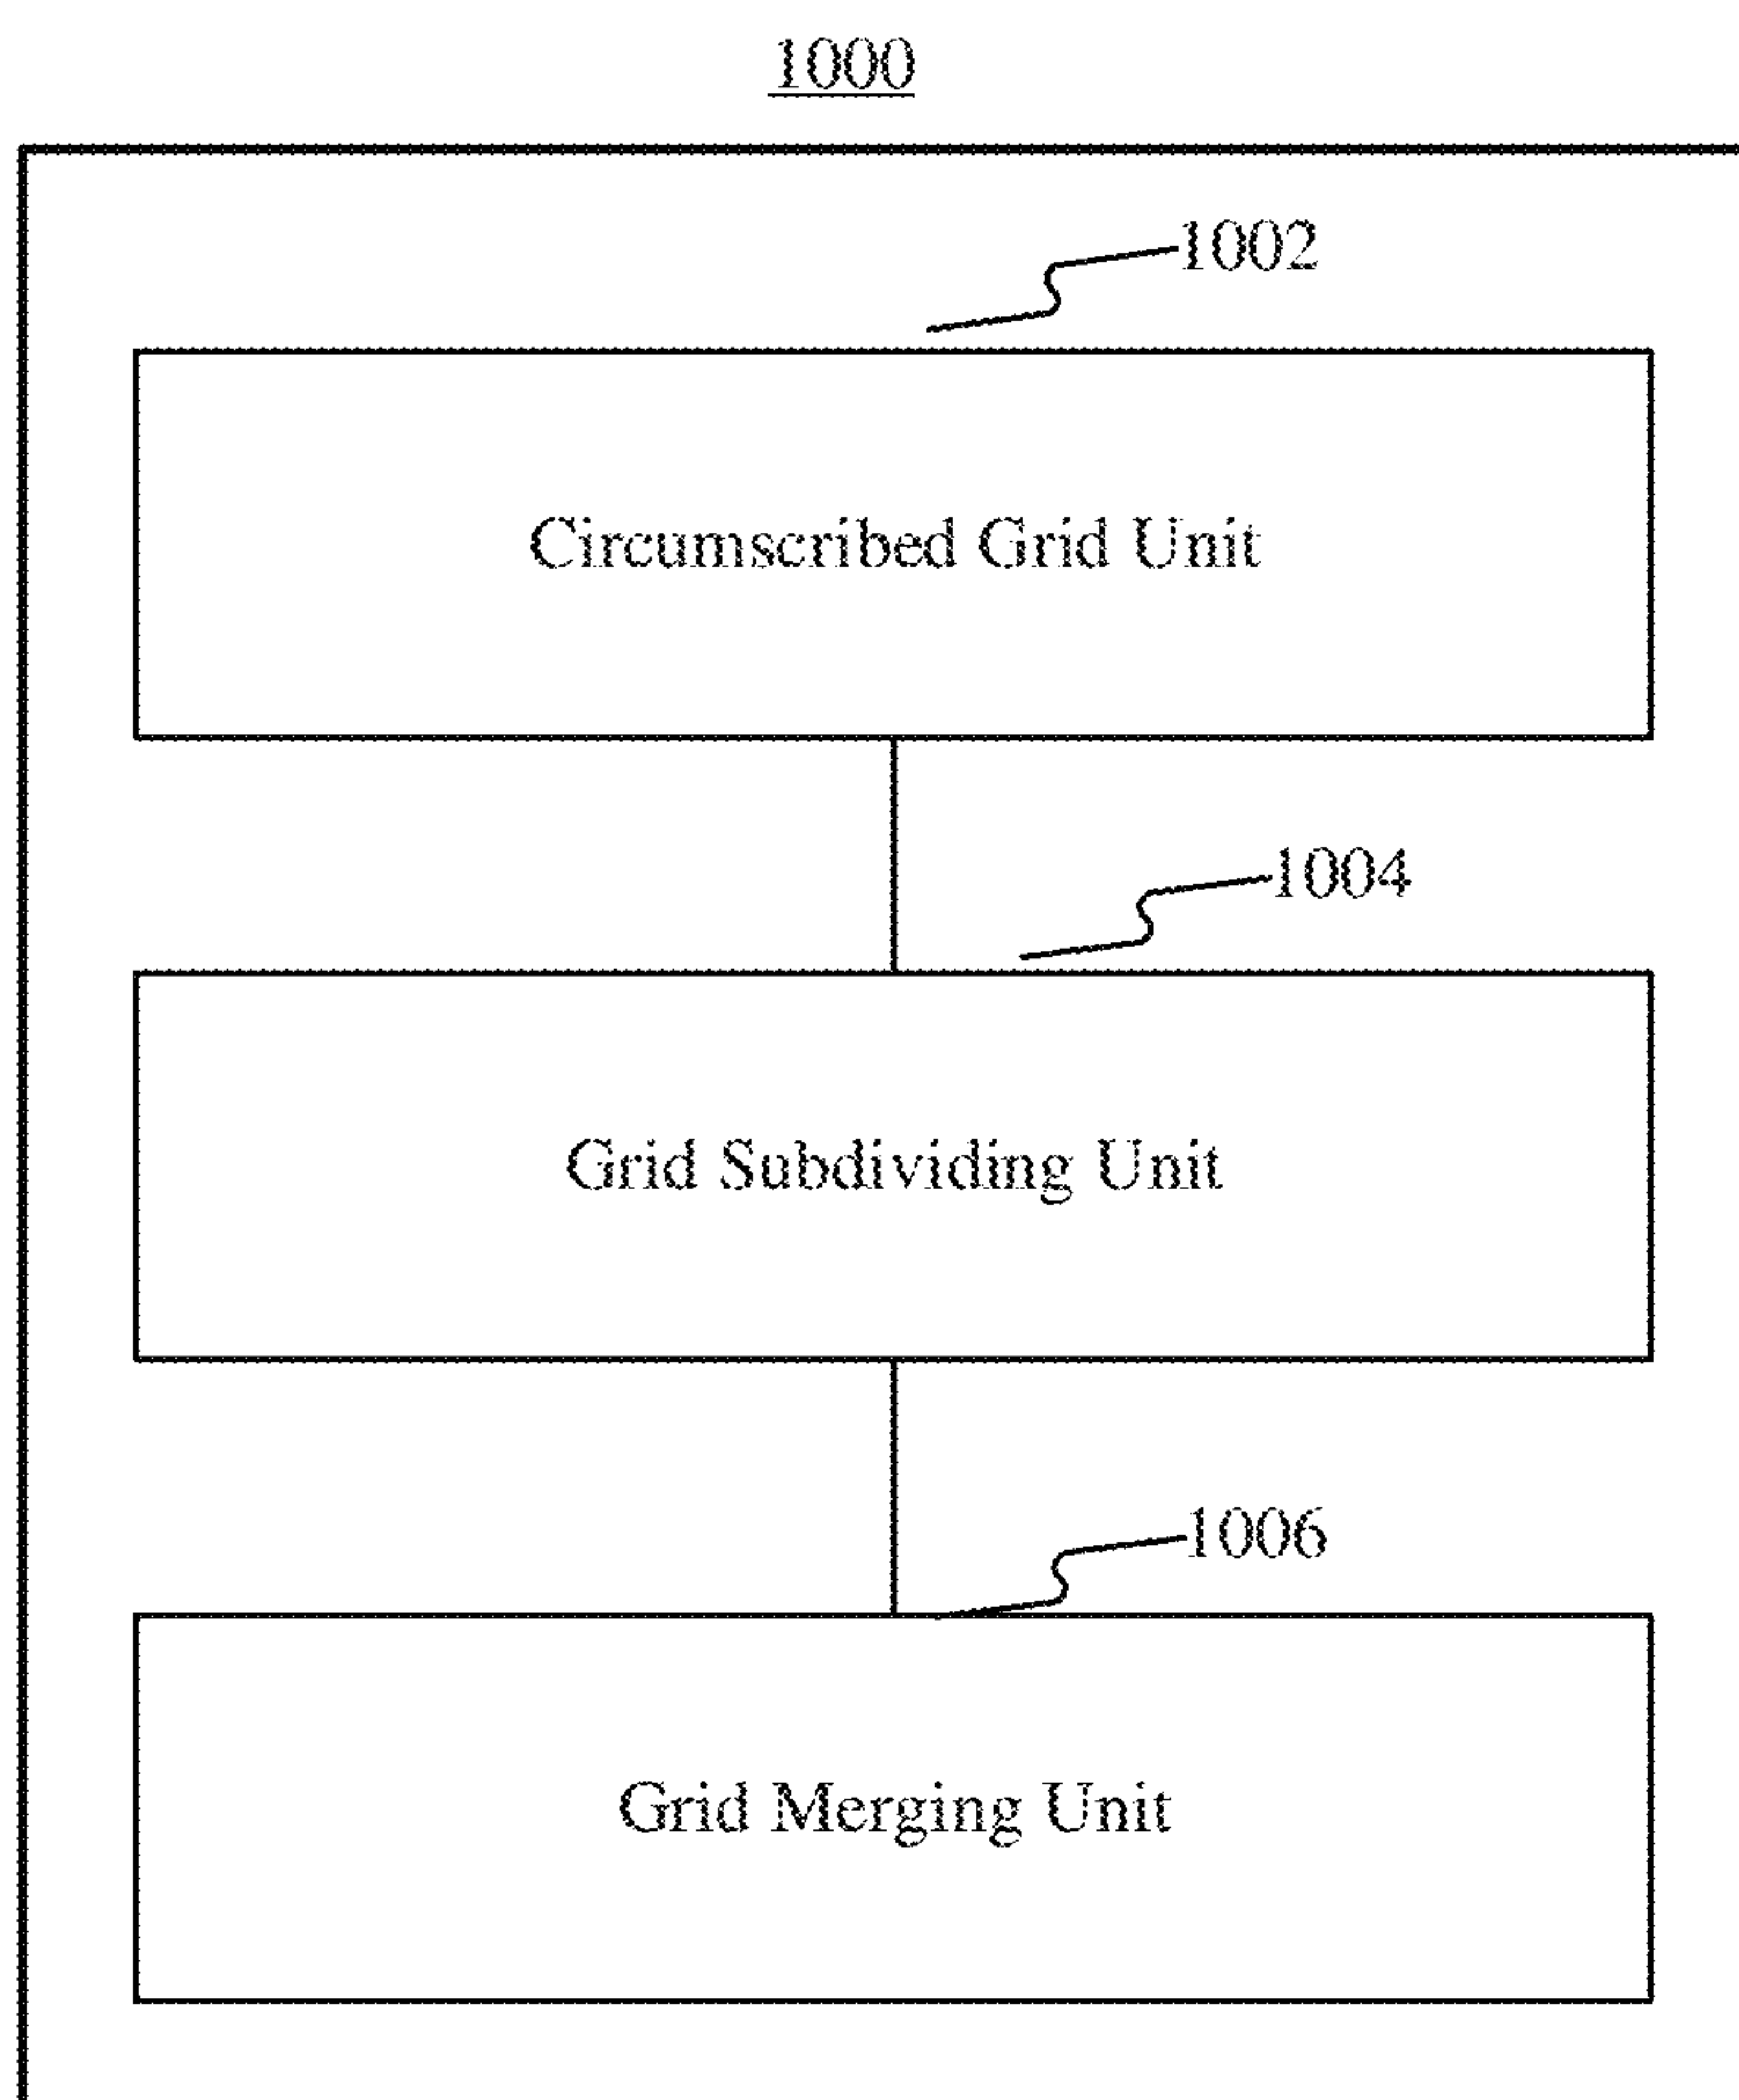 1000
1002
Circumscribed Grid Unit
1004
Grid Subdividing Unit
1006
Grid Merging Unit